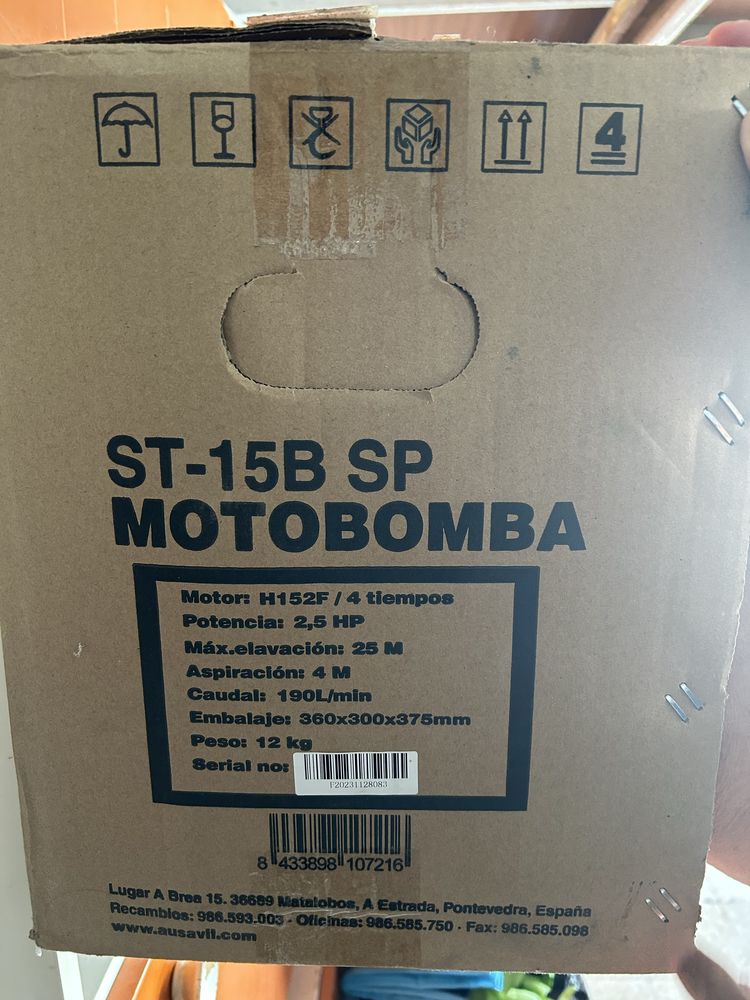 4
ST-15B SP
MOTOBOMBA
Motor: H152F / 4 tiempos
Potencia: 2,5 HP
Máx.elavación: 25 M
Aspiración: 4 M
Caudal: 190L/min
Embalaje: 360x300x375mm
Peso: 12 kg
Serial no:
F20231128083
8 433898 107216
Lugar A Brea 15. 36689 Matalobos, A Estrada, Pontevedra, España
Recambios: 986.593.003 · Oficinas: 986.585.750 · Fax: 986.585.098
www.ausavil.com